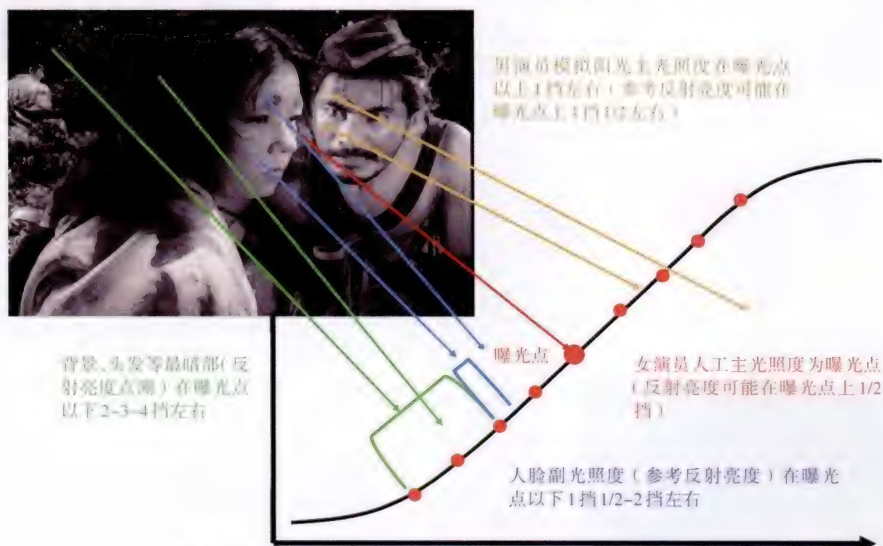 男演员模拟阳光主光照度在曝光点
以上1挡左右(参考反射亮度可能在
曝光点上1挡1/2左右)
曝光点
背景、头发等最暗部(反
射亮度点测)在曝光点
以下2-3-4挡左右
女演员人工主光照度为曝光点
(反射亮度可能在曝光点上1/2
挡)
人脸副光照度(参考反射亮度)在曝光
点以下1挡1/2-2挡左右